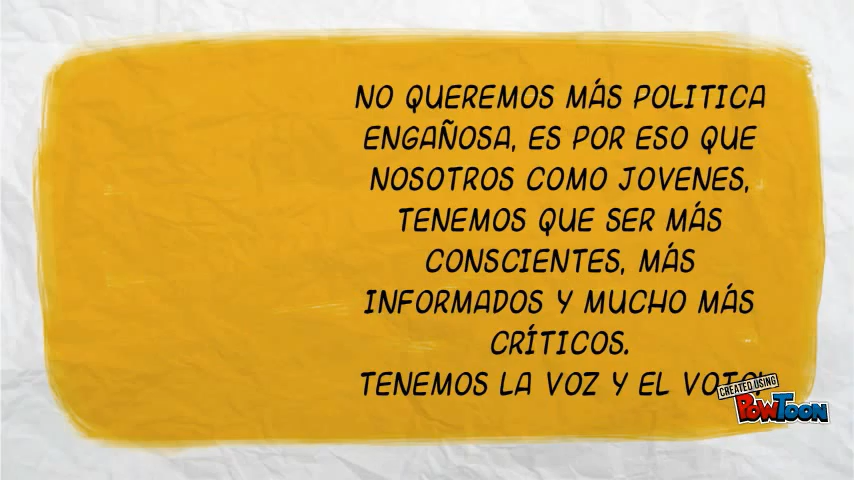 NO QUEREMOS MÁS POLITICA
ENGAÑOSA, ES POR ESO QUE
NOSOTROS COMO JOVENES,
TENEMOS QUE SER MÁS
CONSCIENTES, MÁS
INFORMADOS Y MUCHO MÁS
CRÍTICOS.
TENEMOS LA VOZ Y EL VOTO!
CREATED USING
POWTOON